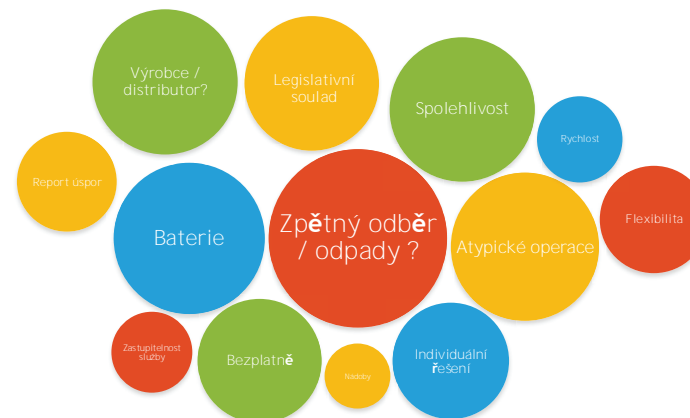 Výrobce /
distributor?
Legislativní
soulad
Spolehlivost
Rychlost
Report úspor
Baterie
Zpětný odběr
/ odpady ?
Atypické operace
Flexibilita
Zastupitelnost
služby
Bezplatně
Nádoby
Individuální
řešení